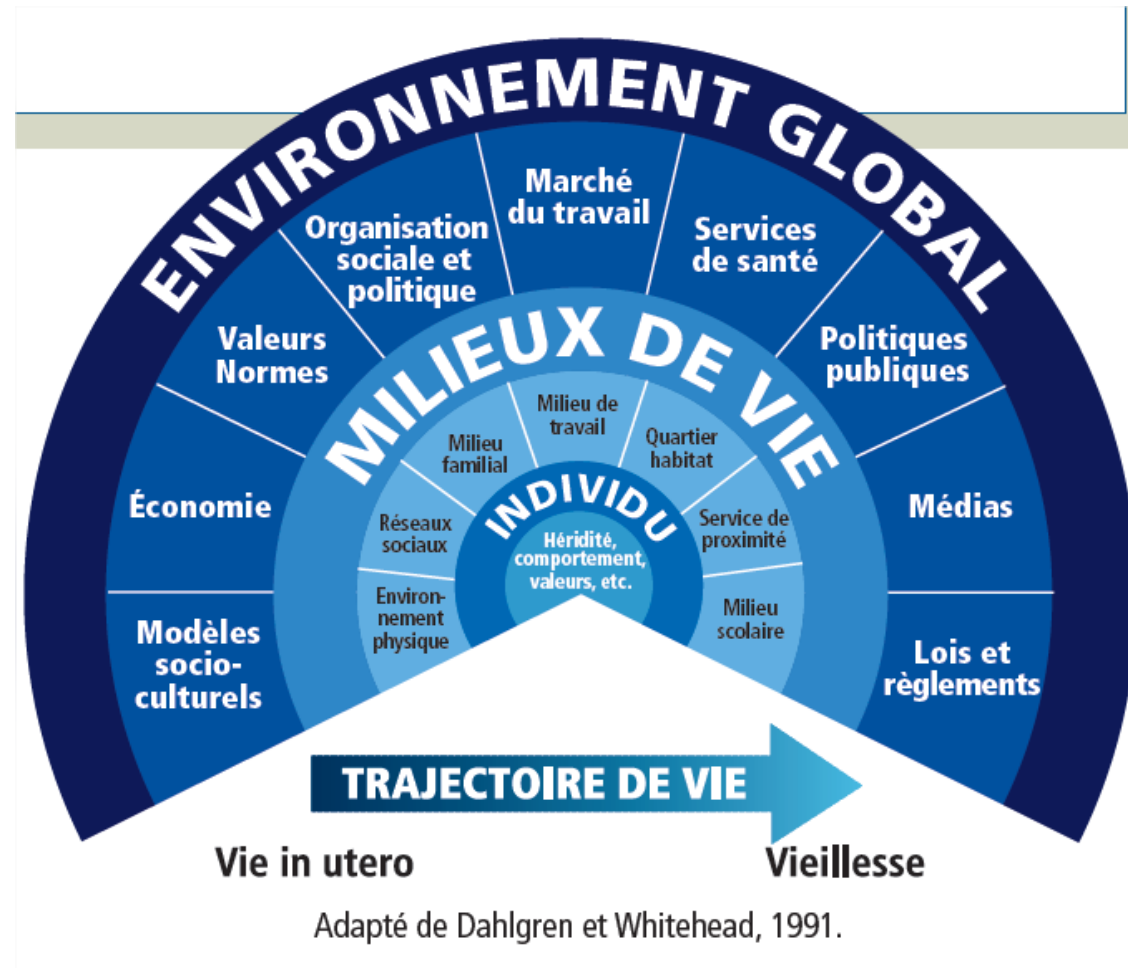 ENVIRONNEMENT GLOBAL
Modèles
socio-
culturels
Économie
Valeurs
Normes
Organisation
sociale et
politique
Marché
du travail
Services
de santé
Politiques
publiques
Médias
Lois et
règlements
MILIEUX DE VIE
Environ-
nement
physique
Réseaux
sociaux
Milieu
familial
Milieu de
travail
Quartier
habitat
Service de
proximité
Milieu
scolaire
INDIVIDU
Héridité,
comportement,
valeurs, etc.
TRAJECTOIRE DE VIE
Vie in utero
Vieillesse
Adapté de Dahlgren et Whitehead, 1991.